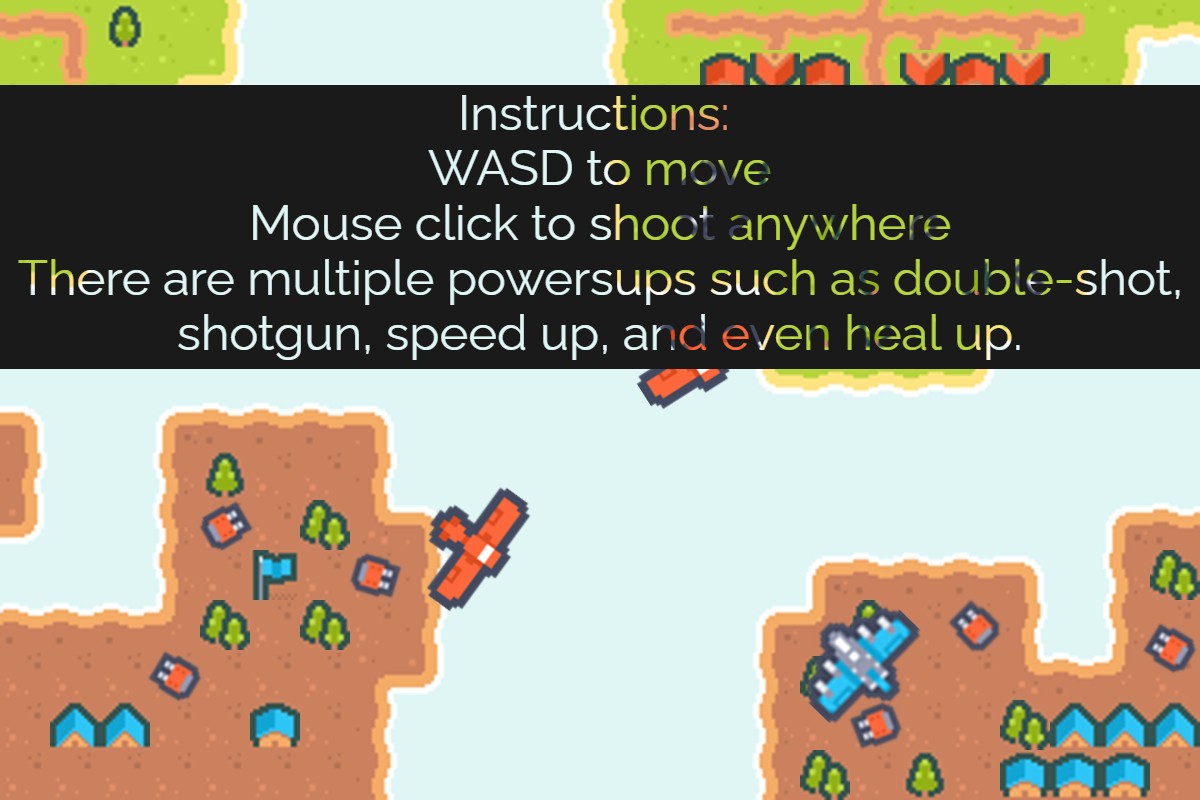 Instructions:
WASD to move
Mouse click to shoot anywhere
There are multiple powersups such as double-shot,
shotgun, speed up, and even heal up.